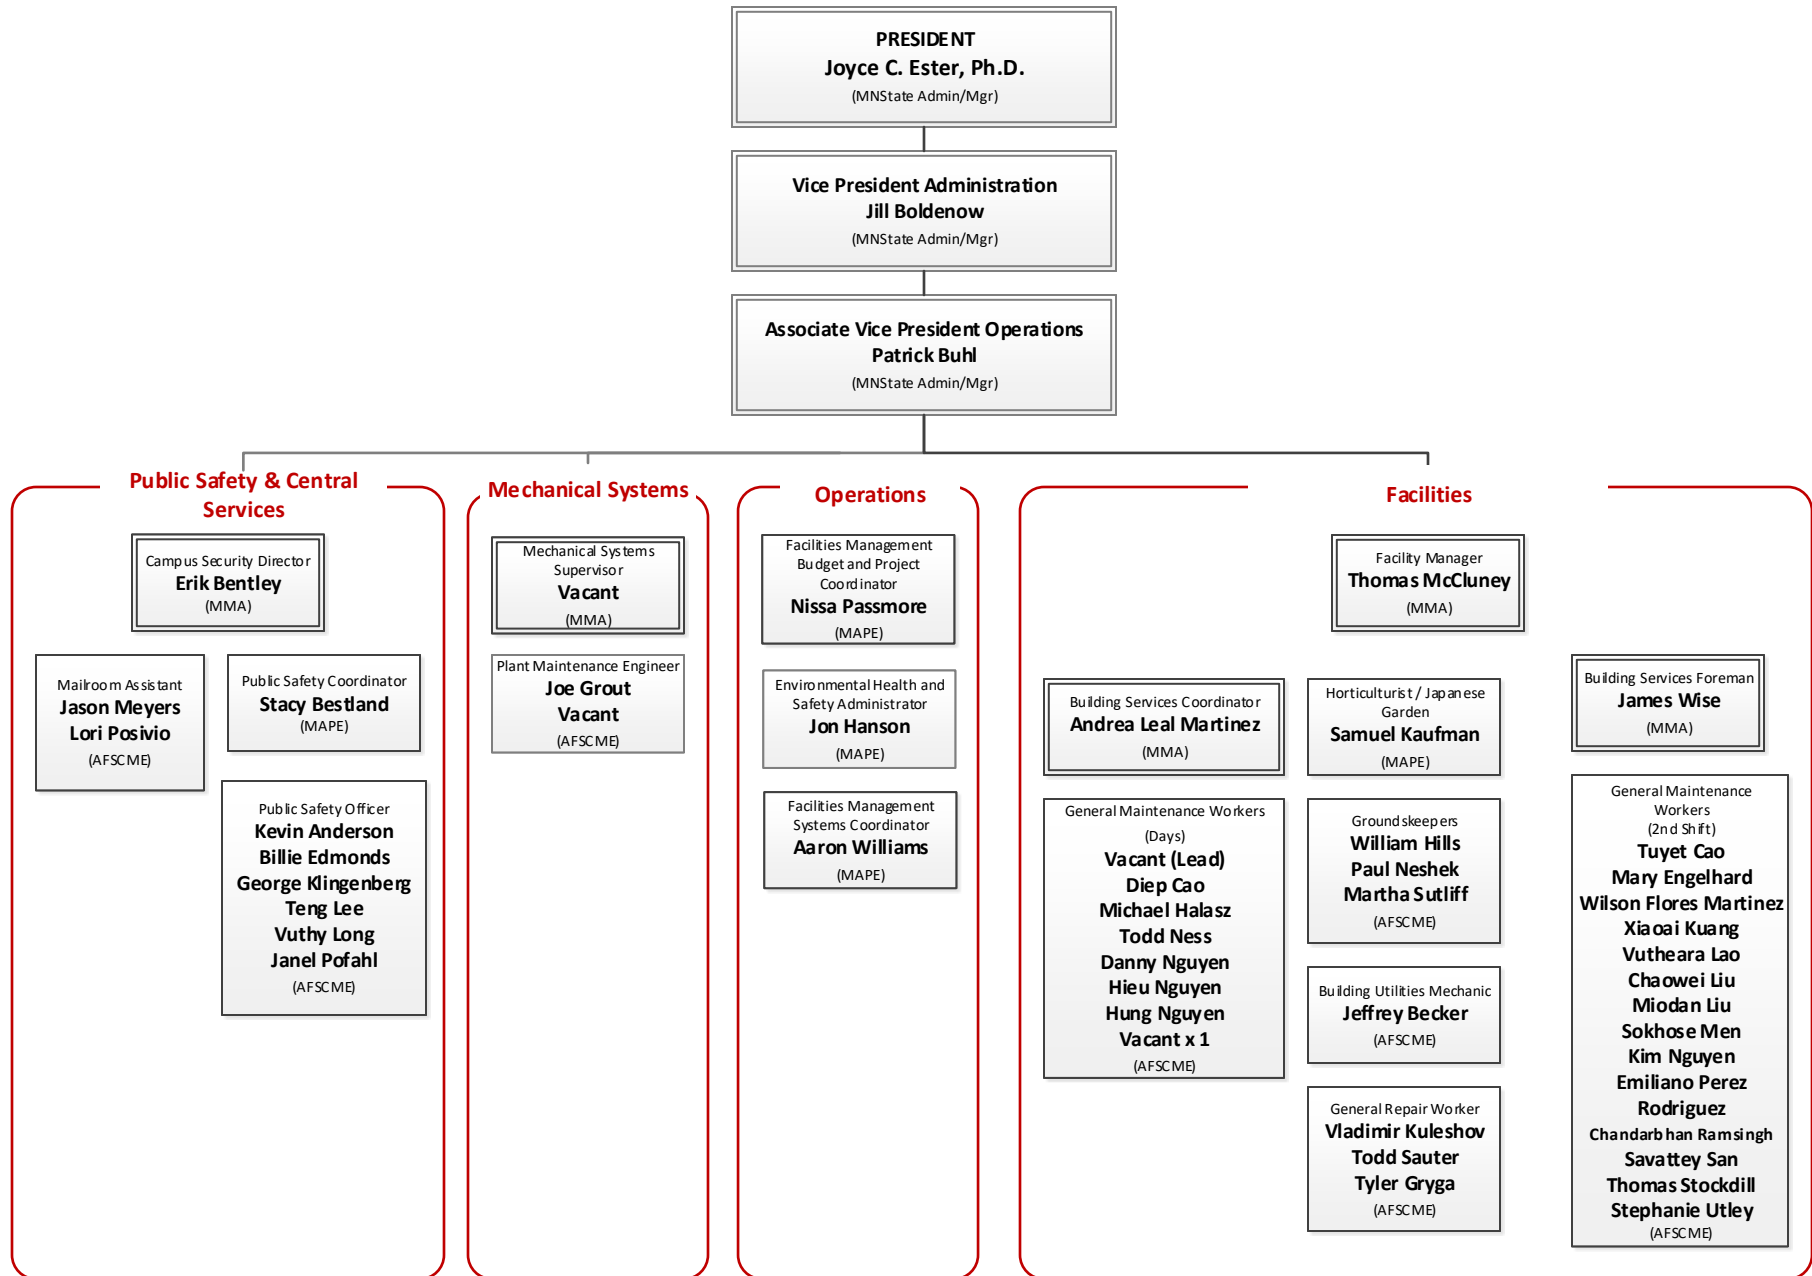 PRESIDENT
Joyce C. Ester, Ph.D.
(MNState Admin/Mgr)
Vice President Administration
Jill Boldenow
(MNState Admin/Mgr)
Associate Vice President Operations
Patrick Buhl
(MNState Admin/Mgr)
Public Safety & Central
Services
Campus Security Director
Erik Bentley
(MMA)
Mailroom Assistant
Jason Meyers
Lori Posivio
(AFSCME)
Public Safety Coordinator
Stacy Bestland
(MAPE)
Public Safety Officer
Kevin Anderson
Billie Edmonds
George Klingenberg
Teng Lee
Vuthy Long
Janel Pofahl
(AFSCME)
Mechanical Systems
Mechanical Systems
Supervisor
Vacant
(MMA)
Plant Maintenance Engineer
Joe Grout
Vacant
(AFSCME)
Operations
Facilities Management
Budget and Project
Coordinator
Nissa Passmore
(MAPE)
Environmental Health and
Safety Administrator
Jon Hanson
(MAPE)
Facilities Management
Systems Coordinator
Aaron Williams
(MAPE)
Facilities
Facility Manager
Thomas McCluney
(MMA)
Building Services Coordinator
Andrea Leal Martinez
(MMA)
General Maintenance Workers
(Days)
Vacant (Lead)
Diep Cao
Michael Halasz
Todd Ness
Danny Nguyen
Hieu Nguyen
Hung Nguyen
Vacant x 1
(AFSCME)
Horticulturist / Japanese
Garden
Samuel Kaufman
(MAPE)
Groundskeepers
William Hills
Paul Neshek
Martha Sutliff
(AFSCME)
Building Utilities Mechanic
Jeffrey Becker
(AFSCME)
General Repair Worker
Vladimir Kuleshov
Todd Sauter
Tyler Gryga
(AFSCME)
Building Services Foreman
James Wise
(MMA)
General Maintenance
Workers
(2nd Shift)
Tuyet Cao
Mary Engelhard
Wilson Flores Martinez
Xiaoai Kuang
Vutheara Lao
Chaowei Liu
Miodan Liu
Sokhose Men
Kim Nguyen
Emiliano Perez
Rodriguez
Chandarbhan Ramsingh
Savattey San
Thomas Stockdill
Stephanie Utley
(AFSCME)